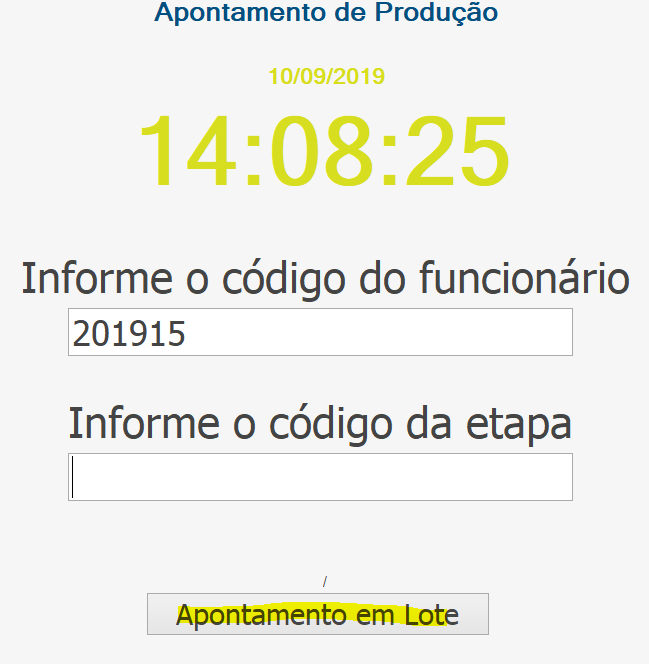 Apontamento de Produção
10/09/2019
14:08:25
Informe o código do funcionário
201915
Informe o código da etapa
/
Apontamento em Lote